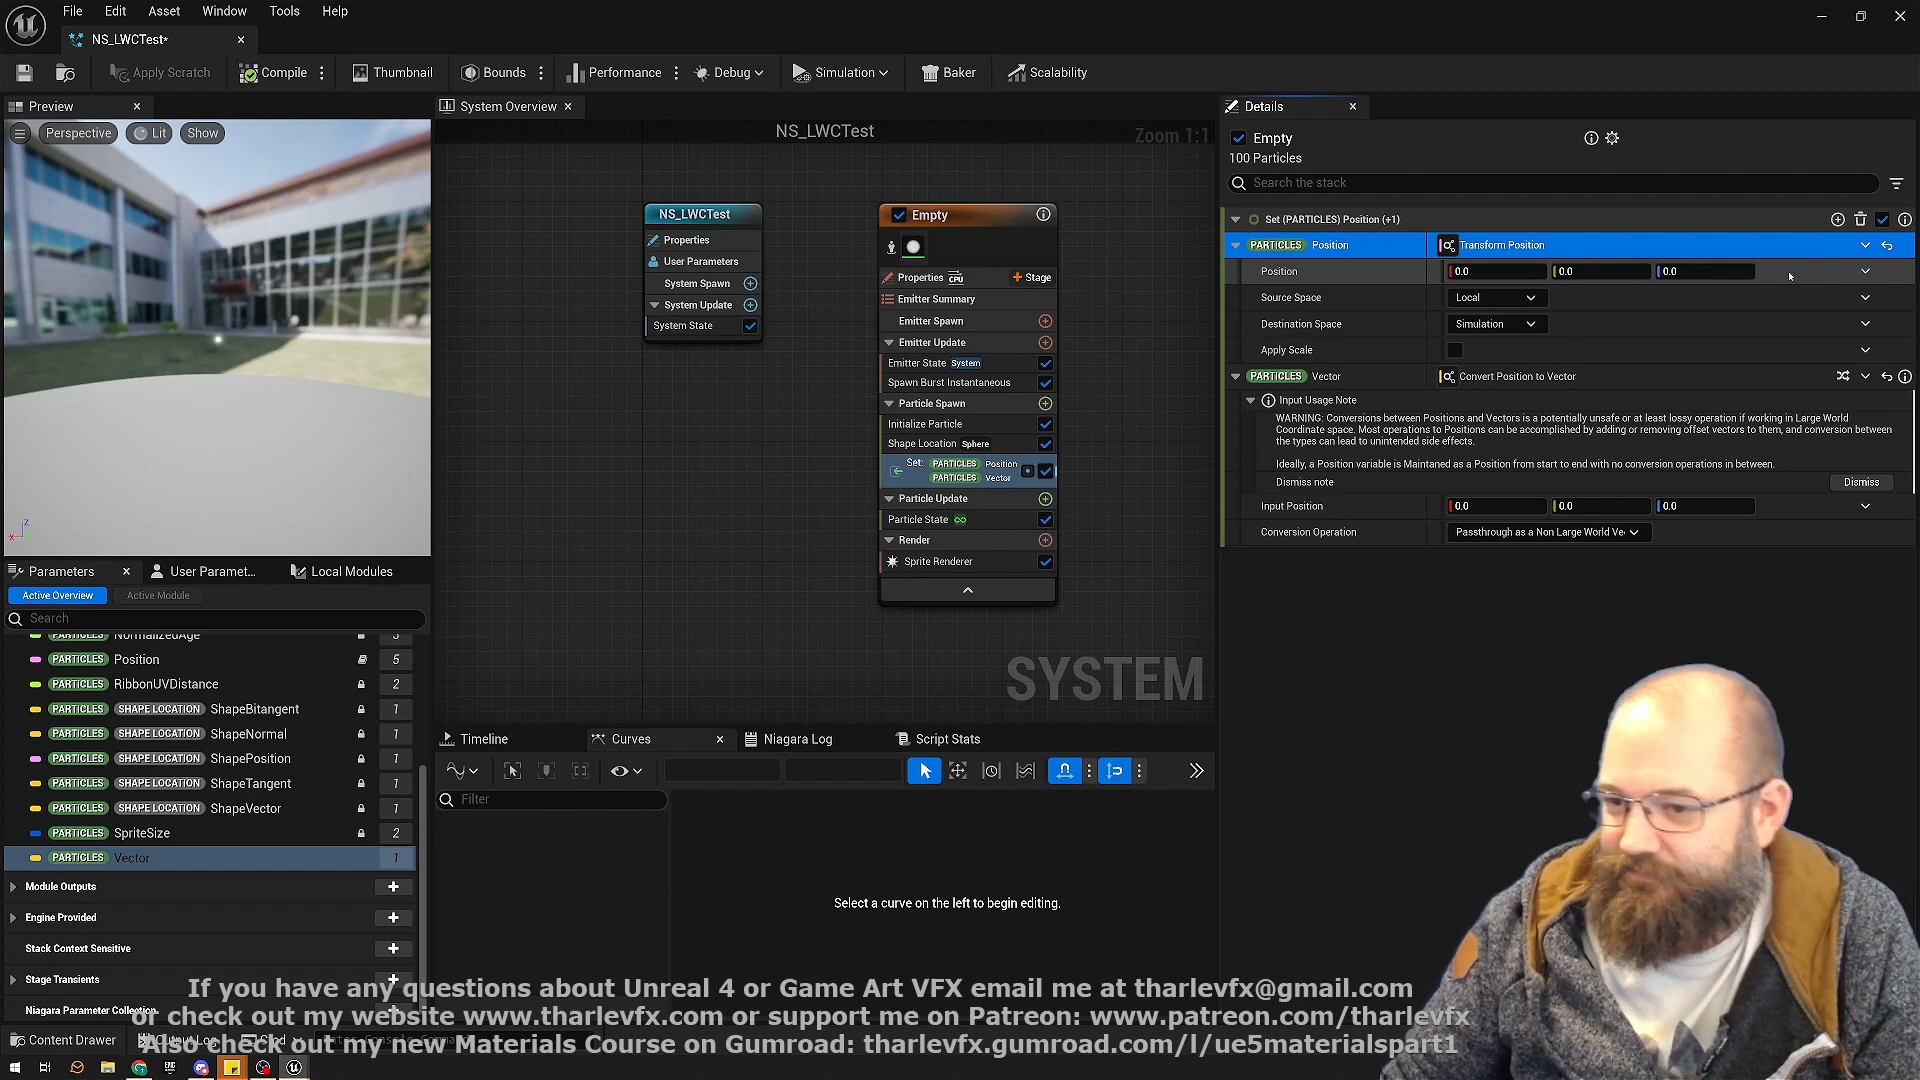 File Edit Asset Window Tools Help
NS_LWCTest*
Apply Scratch Compile Thumbnail Bounds Performance Debug Simulation Baker Scalability
Preview
Perspective Lit Show
z
x
System Overview
NS_LWCTest
Zoom 1:1
NS_LWCTest
Properties
User Parameters
System Spawn
System Update
System State
Empty
Properties CPU Stage
Emitter Summary
Emitter Spawn
Emitter Update
Emitter State System
Spawn Burst Instantaneous
Particle Spawn
Initialize Particle
Shape Location Sphere
Set: PARTICLES Position
PARTICLES Vector
Particle Update
Particle State
Render
Sprite Renderer
SYSTEM
Details
Empty
100 Particles
Search the stack
Set (PARTICLES) Position (+1)
PARTICLES Position Transform Position
Position 0.0 0.0 0.0
Source Space Local
Destination Space Simulation
Apply Scale
PARTICLES Vector Convert Position to Vector
Input Usage Note
WARNING: Conversions between Positions and Vectors is a potentially unsafe or at least lossy operation if working in Large World
Coordinate space. Most operations to Positions can be accomplished by adding or removing offset vectors to them, and conversion between
the types can lead to unintended side effects.
Ideally, a Position variable is Maintaned as a Position from start to end with no conversion operations in between.
Dismiss note Dismiss
Input Position 0.0 0.0 0.0
Conversion Operation Passthrough as a Non Large World Ve
Parameters User Paramet... Local Modules
Active Overview Active Module
Search
NormalizedAge 3
PARTICLES Position 5
PARTICLES RibbonUVDistance 2
PARTICLES SHAPE LOCATION ShapeBitangent 1
PARTICLES SHAPE LOCATION ShapeNormal 1
PARTICLES SHAPE LOCATION ShapePosition 1
PARTICLES SHAPE LOCATION ShapeTangent 1
PARTICLES SHAPE LOCATION ShapeVector 1
PARTICLES SpriteSize 2
PARTICLES Vector 1
Module Outputs
Engine Provided
Stack Context Sensitive
Stage Transients
Niagara Parameter Collection
Timeline Curves Niagara Log Script Stats
Filter
Select a curve on the left to begin editing.
If you have any questions about Unreal 4 or Game Art VFX email me at tharlevfx@gmail.com
or check out my website www.tharlevfx.com or support me on Patreon: www.patreon.com/tharlevfx
Also check out my new Materials Course on Gumroad: tharlevfx.gumroad.com/l/ue5materialspart1
Content Drawer Output Log Cmd